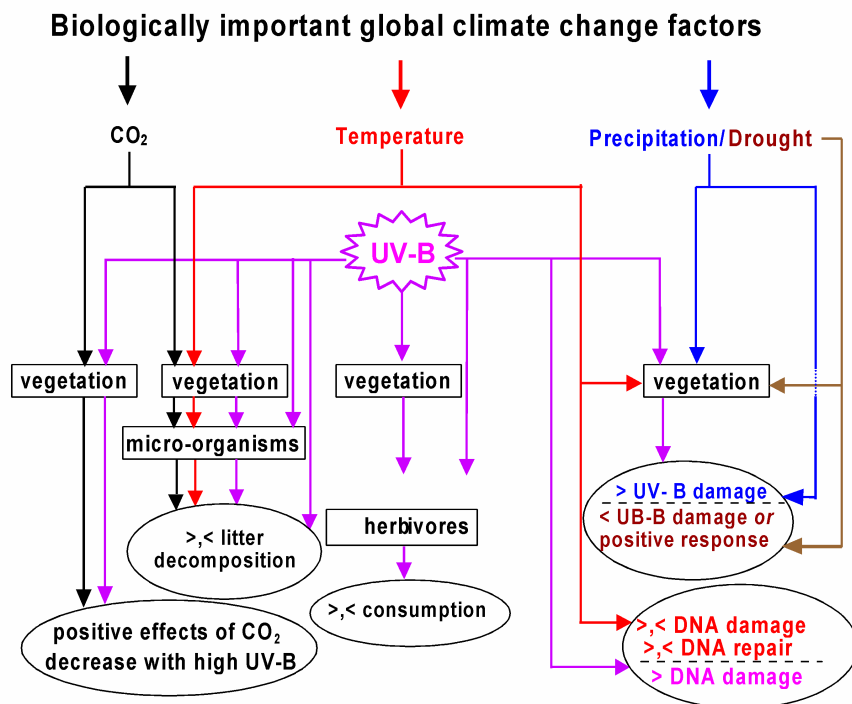 Biologically important global climate change factors
CO₂
Temperature
Precipitation/ Drought
UV-B
vegetation
vegetation
vegetation
vegetation
micro-organisms
> UV- B damage
< UB-B damage or
positive response
herbivores
>,< litter
decomposition
>,< consumption
positive effects of CO₂
decrease with high UV-B
>,< DNA damage
>,< DNA repair
> DNA damage